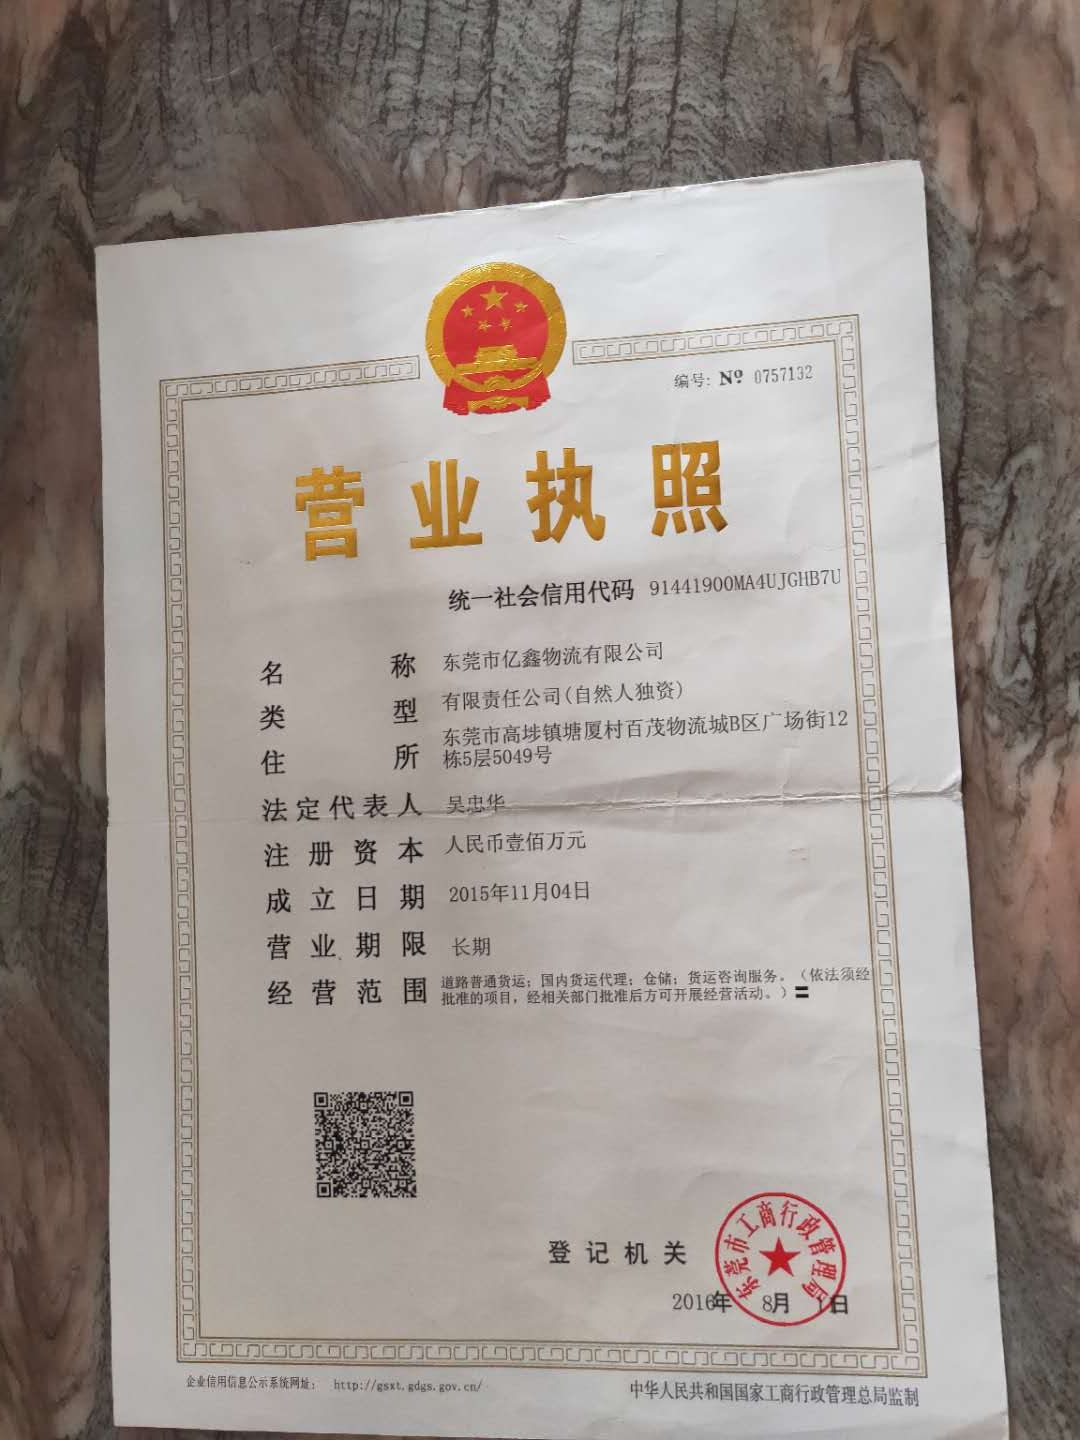 编号: № 0757132
营业执照
统一社会信用代码 91441900MA4UJGHB7U
名称 东莞市亿鑫物流有限公司
类型 有限责任公司(自然人独资)
住所 东莞市高埗镇塘厦村百茂物流城B区广场街12
栋5层5049号
法定代表人 吴忠华
注册资本 人民币壹佰万元
成立日期 2015年11月04日
营业期限 长期
经营范围 道路普通货运；国内货运代理；仓储；货运咨询服务。（依法须经
批准的项目，经相关部门批准后方可开展经营活动。）〓
登记机关
东莞市工商行政管理局
2016年 8月 日
企业信用信息公示系统网址： http://gsxt.gdgs.gov.cn/
中华人民共和国国家工商行政管理总局监制